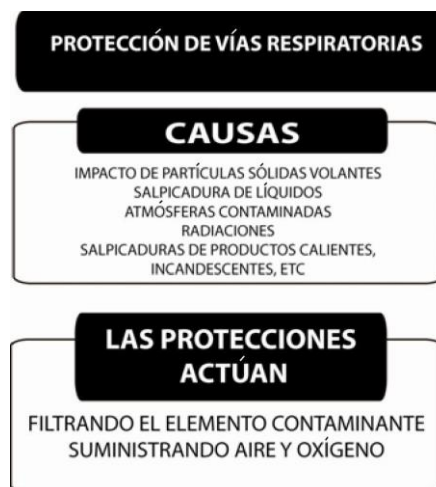 PROTECCIÓN DE VÍAS RESPIRATORIAS
CAUSAS
IMPACTO DE PARTÍCULAS SÓLIDAS VOLANTES
SALPICADURA DE LÍQUIDOS
ATMÓSFERAS CONTAMINADAS
RADIACIONES
SALPICADURAS DE PRODUCTOS CALIENTES,
INCANDESCENTES, ETC
LAS PROTECCIONES
ACTÚAN
FILTRANDO EL ELEMENTO CONTAMINANTE
SUMINISTRANDO AIRE Y OXÍGENO